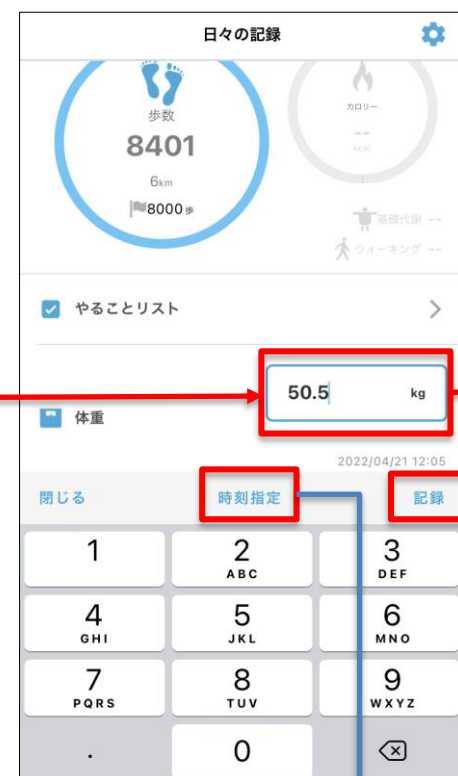 日々の記録
歩数
8401
6km
8000歩
カロリー
--
kcal
基礎代謝 --
ウォーキング --
やることリスト
50.5 kg
体重
2022/04/21 12:05
閉じる 時刻指定 記録
1 2 3
ABC DEF
4 5 6
GHI JKL MNO
7 8 9
PQRS TUV WXYZ
. 0